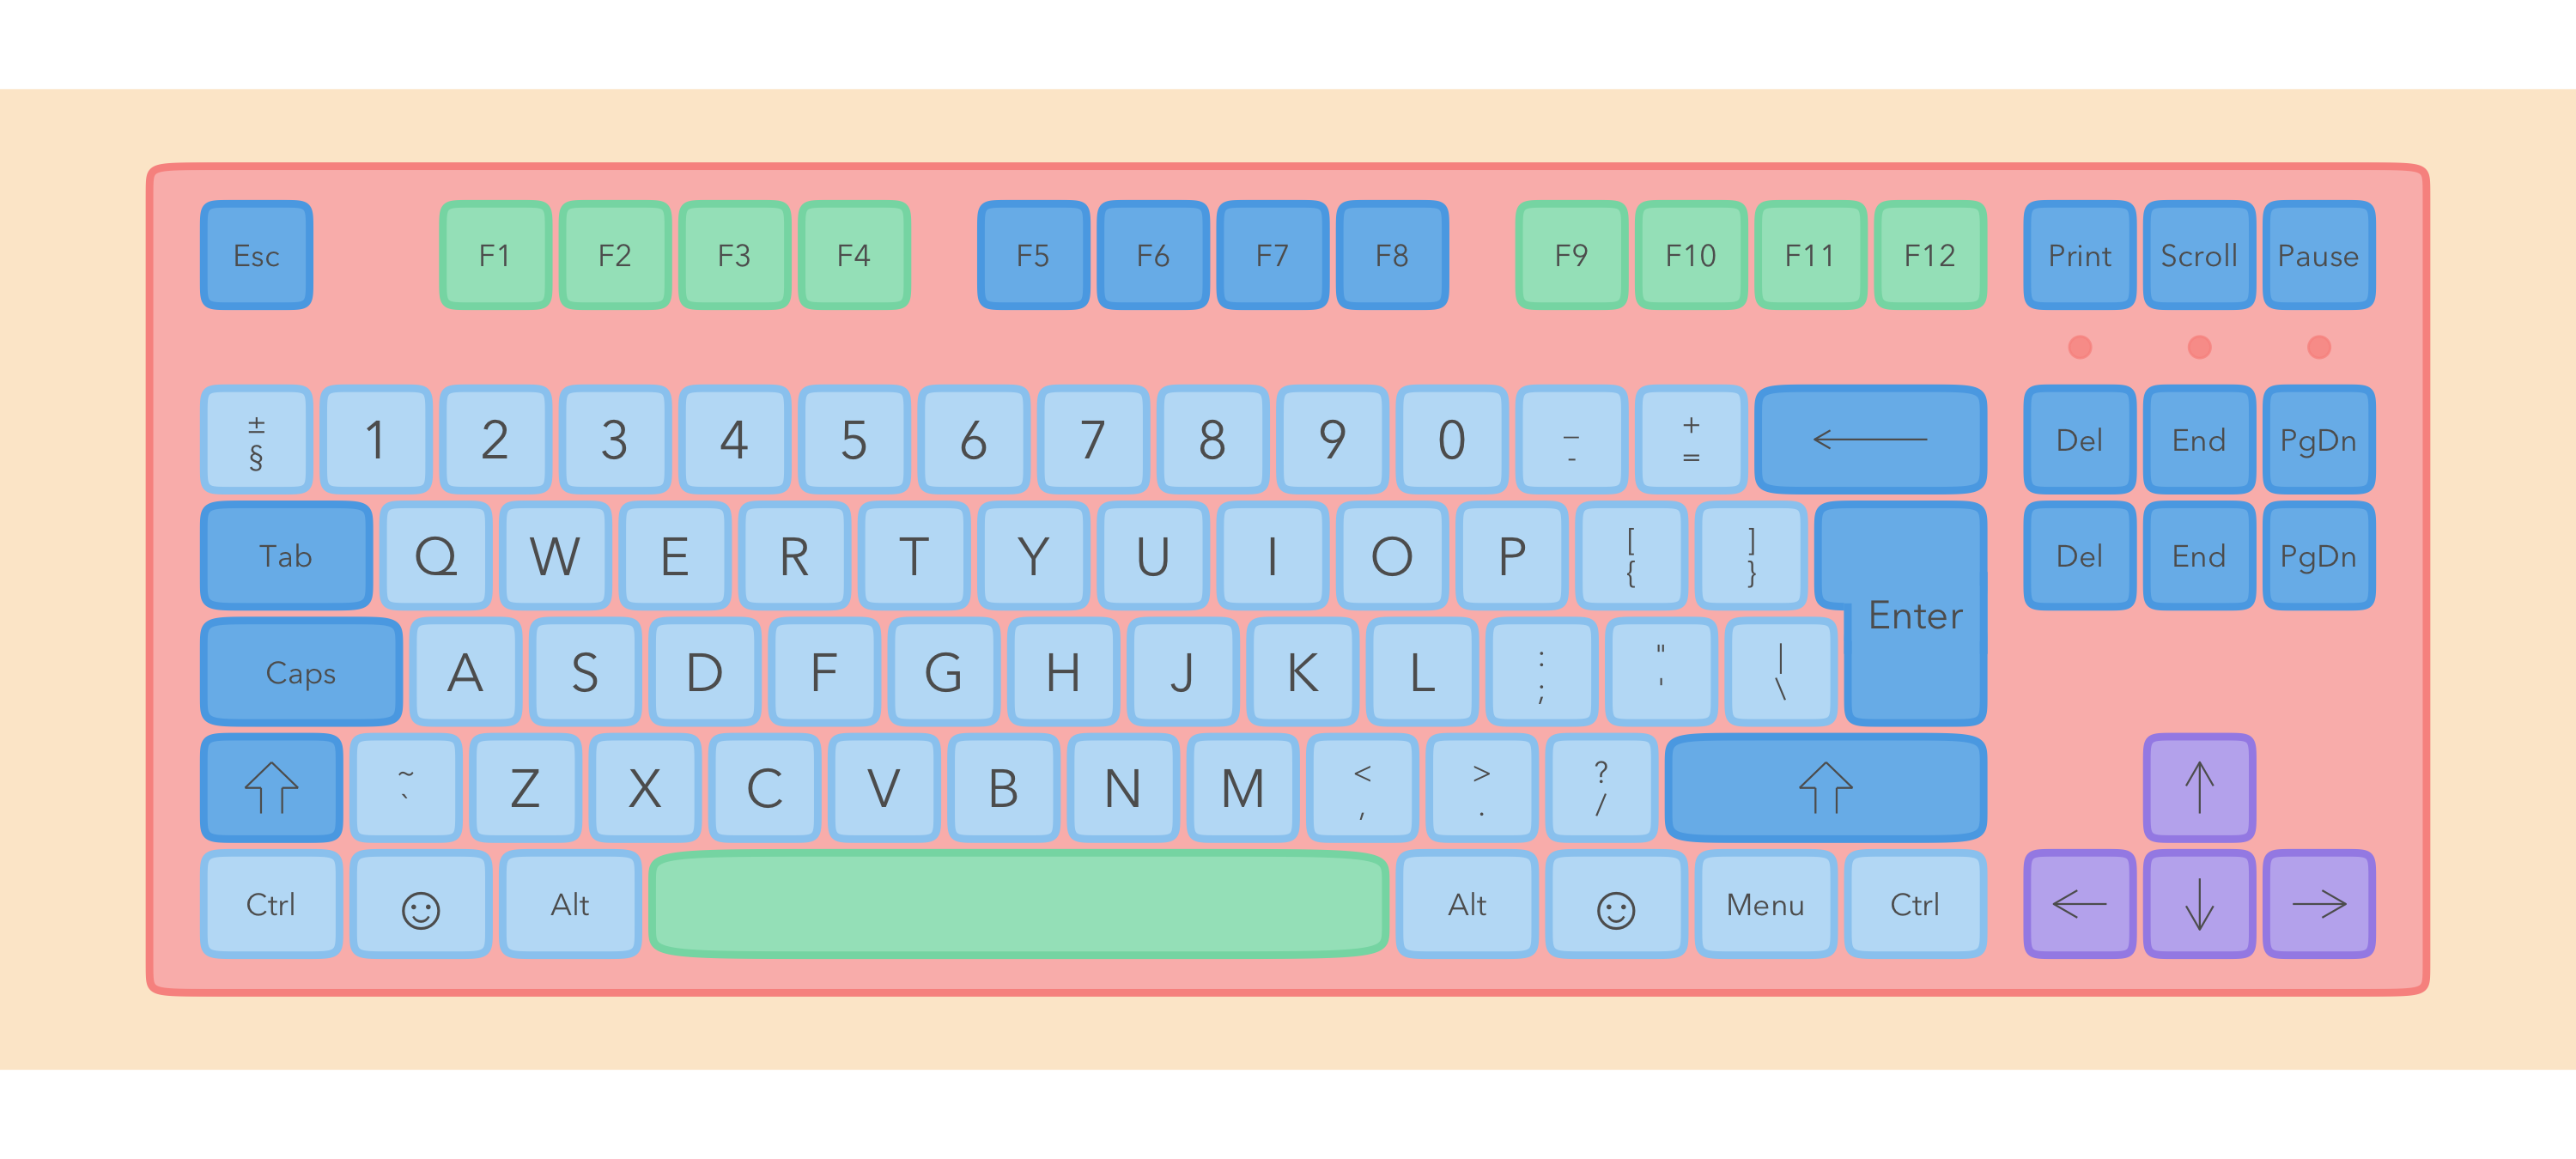 Esc F1 F2 F3 F4 F5 F6 F7 F8 F9 F10 F11 F12 Print Scroll Pause
± § 1 2 3 4 5 6 7 8 9 0 _ - + = ← Del End PgDn
Tab Q W E R T Y U I O P [ { ] } Enter Del End PgDn
Caps A S D F G H J K L : ; " ' | \
⇧ ~ ` Z X C V B N M < , > . ? / ⇧ ↑
Ctrl ☺ Alt Alt ☺ Menu Ctrl ← ↓ →